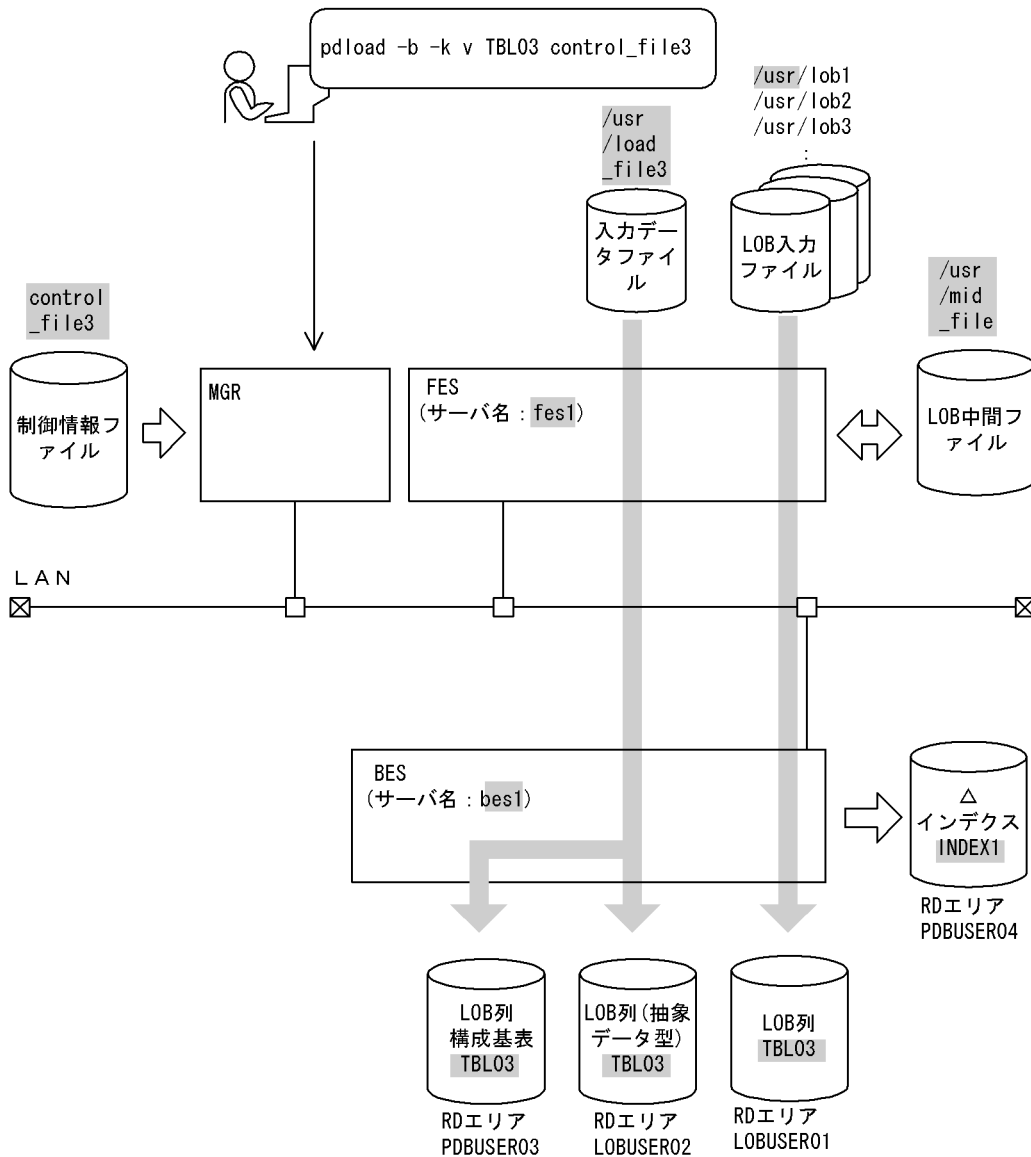 pdload -b -k v TBL03 control_file3
/usr
/load
_file3
/usr/lob1
/usr/lob2
/usr/lob3
:
入力デー
タファイ
ル
LOB入力
ファイル
control
_file3
/usr
/mid
_file
制御情報フ
ァイル
MGR
FES
(サーバ名:fes1)
LOB中間フ
ァイル
LAN
BES
(サーバ名:bes1)
△
インデクス
INDEX1
RDエリア
PDBUSER04
LOB列
構成基表
TBL03
LOB列(抽象
データ型)
TBL03
LOB列
TBL03
RDエリア
PDBUSER03
RDエリア
LOBUSER02
RDエリア
LOBUSER01